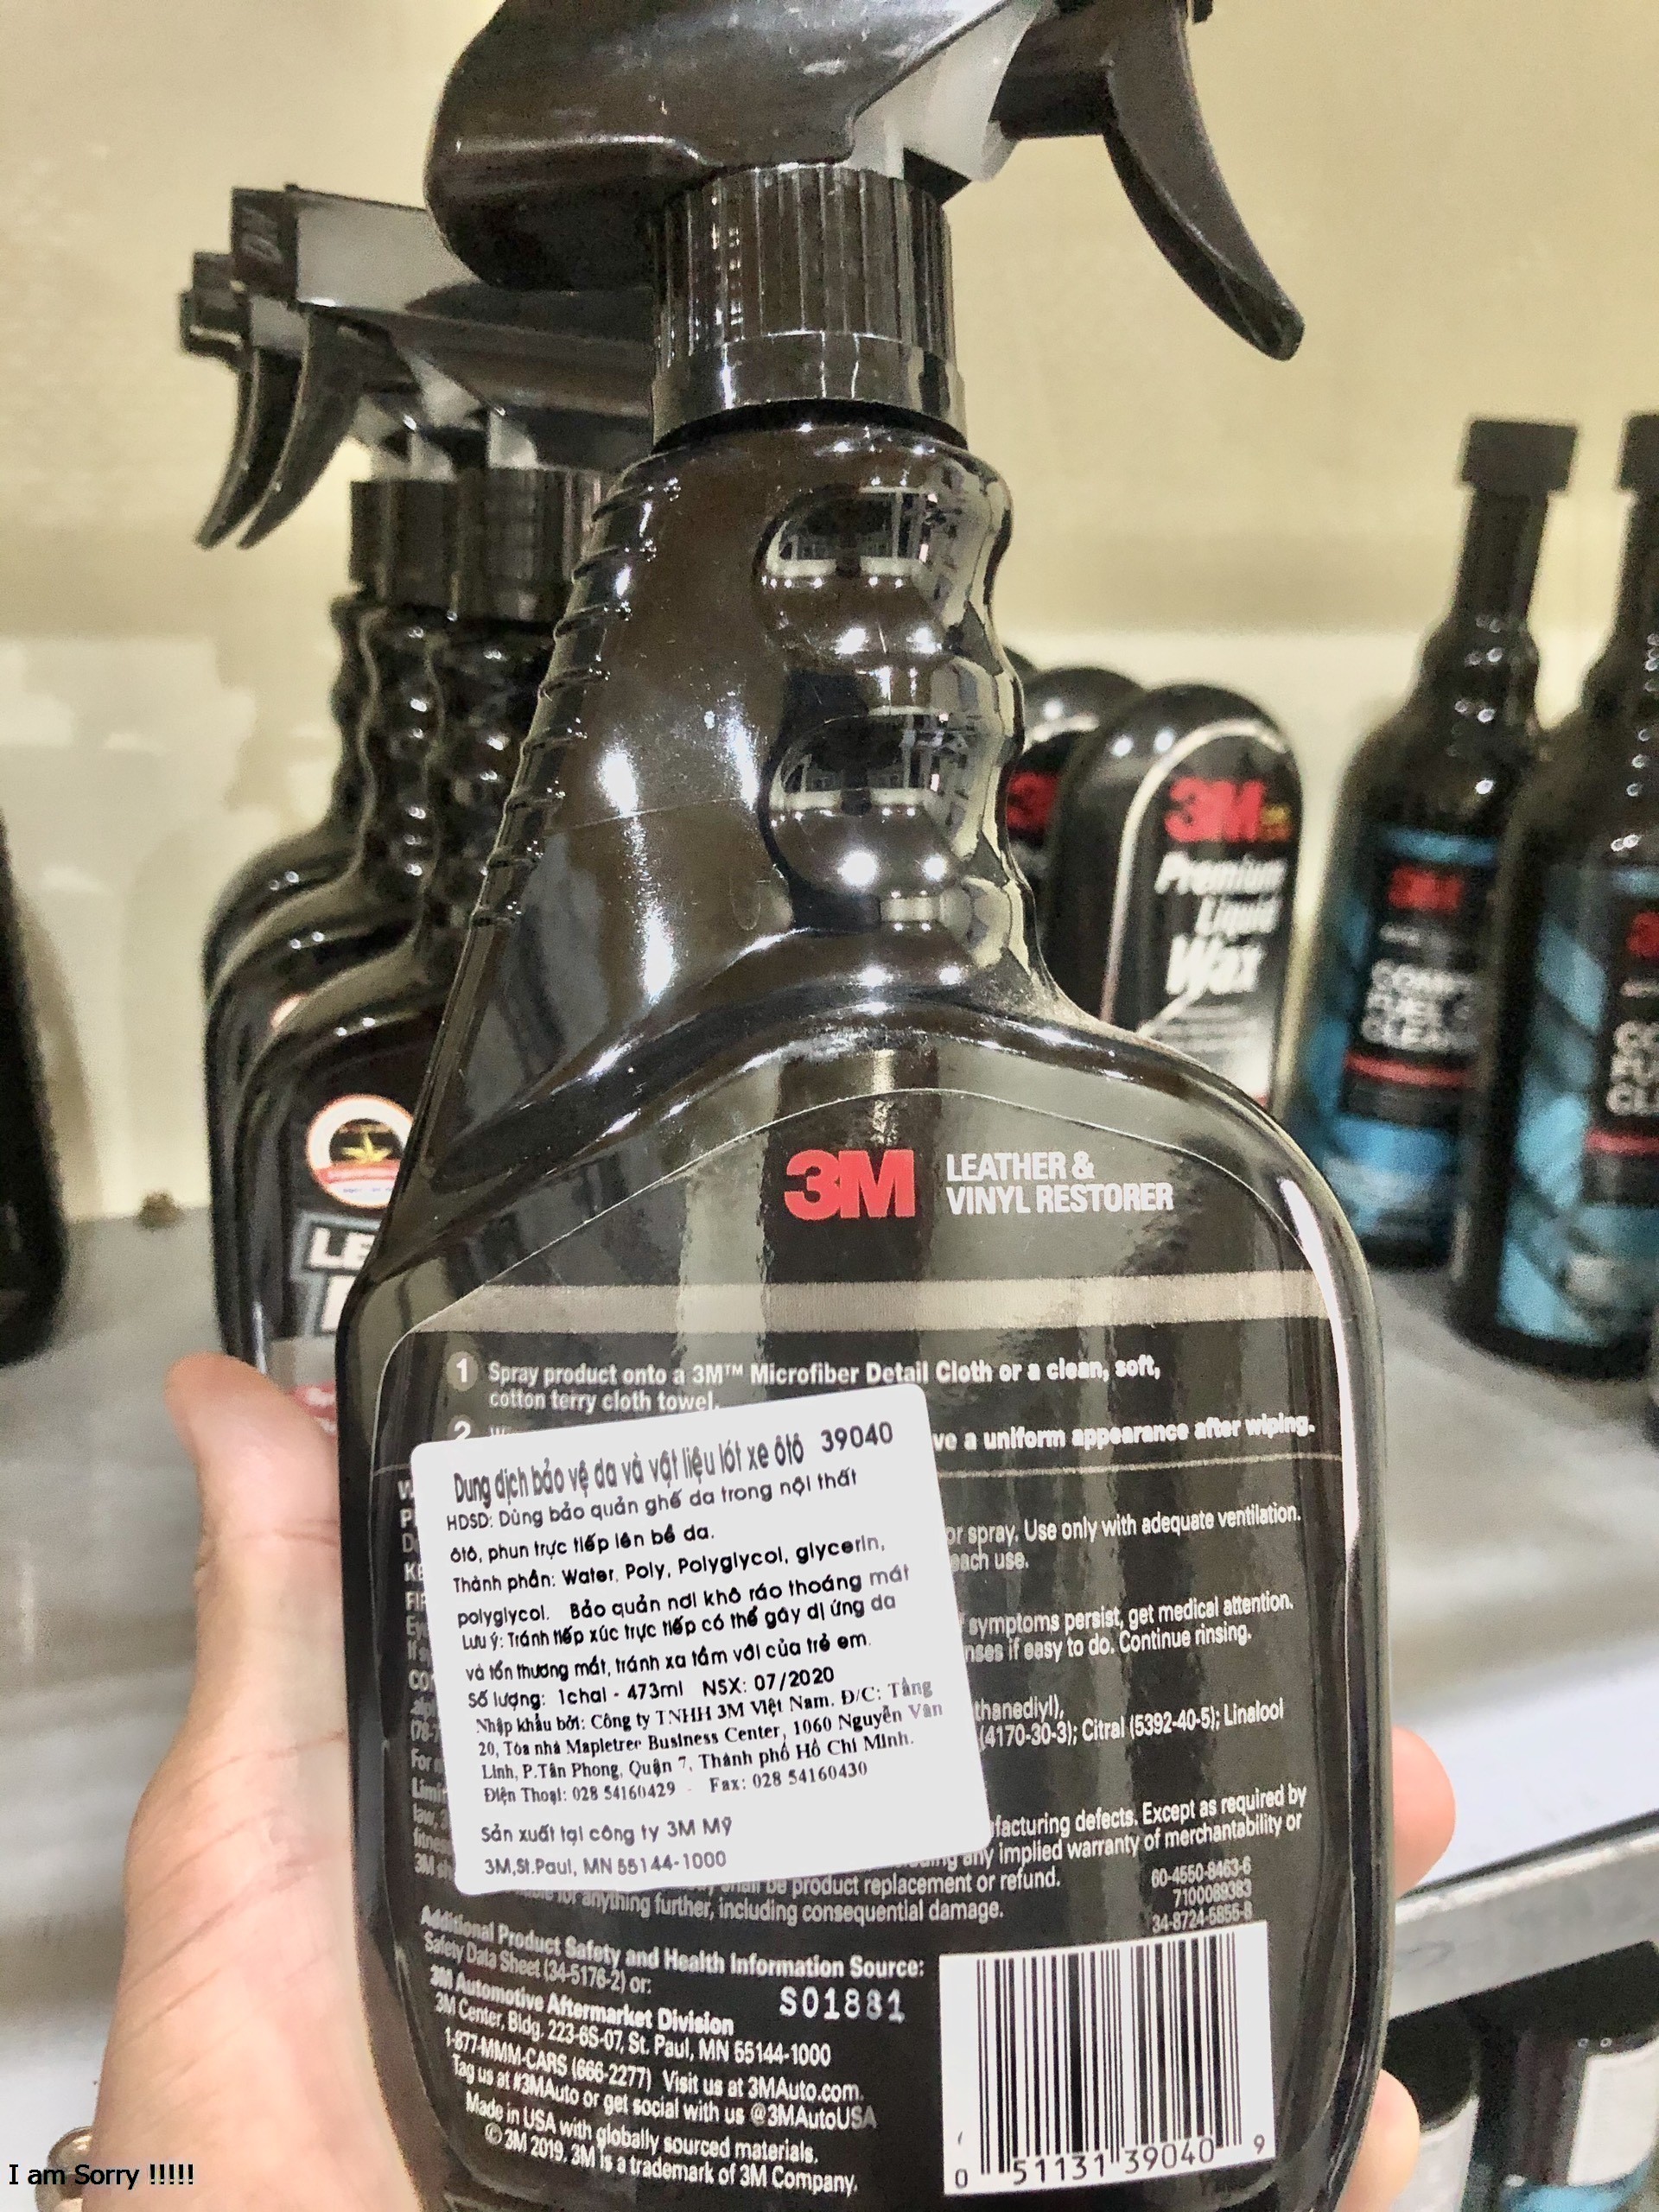 3M
Premium
Liquid
Wax
3M
3M
LEATHER &
VINYL RESTORER
1 Spray product onto a 3M™ Microfiber Detail Cloth or a clean, soft,
cotton terry cloth towel.
2
a uniform appearance after wiping.
Dung dịch bảo vệ da và vật liệu lót xe ôtô 39040
HDSD: Dùng bảo quản ghế da trong nội thất
ôtô, phun trực tiếp lên bề da.
Thành phần: Water, Poly, Polyglycol, glycerin,
polyglycol. Bảo quản nơi khô ráo thoáng mát
Lưu ý: Tránh tiếp xúc trực tiếp có thể gây dị ứng da
và tổn thương mắt, tránh xa tầm với của trẻ em.
Số lượng: 1chai - 473ml NSX: 07/2020
Nhập khẩu bởi: Công ty TNHH 3M Việt Nam. Đ/C: Tầng
20, Tòa nhà Mapletree Business Center, 1060 Nguyễn Văn
Linh, P.Tân Phong, Quận 7, Thành phố Hồ Chí Minh.
Điện Thoại: 028 54160429 - Fax: 028 54160430
Sản xuất tại công ty 3M Mỹ
3M,St.Paul, MN 55144-1000
or spray. Use only with adequate ventilation.
each use.
symptoms persist, get medical attention.
if easy to do. Continue rinsing.
(4170-30-3); Citral (5392-40-5); Linalool
defects. Except as required by
any implied warranty of merchantability or
be product replacement or refund.
for anything further, including consequential damage.
60-4550-8463-6
7100089383
34-8724-5855-8
Additional Product Safety and Health Information Source:
Safety Data Sheet (34-5176-2) or:
3M Automotive Aftermarket Division
S01881
3M Center, Bldg. 223-6S-07, St. Paul, MN 55144-1000
1-877-MMM-CARS (666-2277) Visit us at 3MAuto.com.
Tag us at #3MAuto or get social with us @3MAutoUSA
Made in USA with globally sourced materials.
© 3M 2019. 3M is a trademark of 3M Company.
0 51131 39040 9
I am Sorry !!!!!